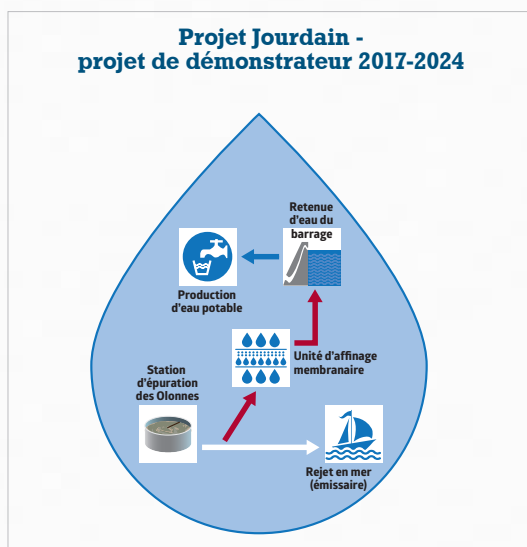 Projet Jourdain -
projet de démonstrateur 2017-2024
Retenue
d'eau du
barrage
Production
d'eau potable
Unité d'affinage
membranaire
Station
d'épuration
des Olonnes
Rejet en mer
(émissaire)